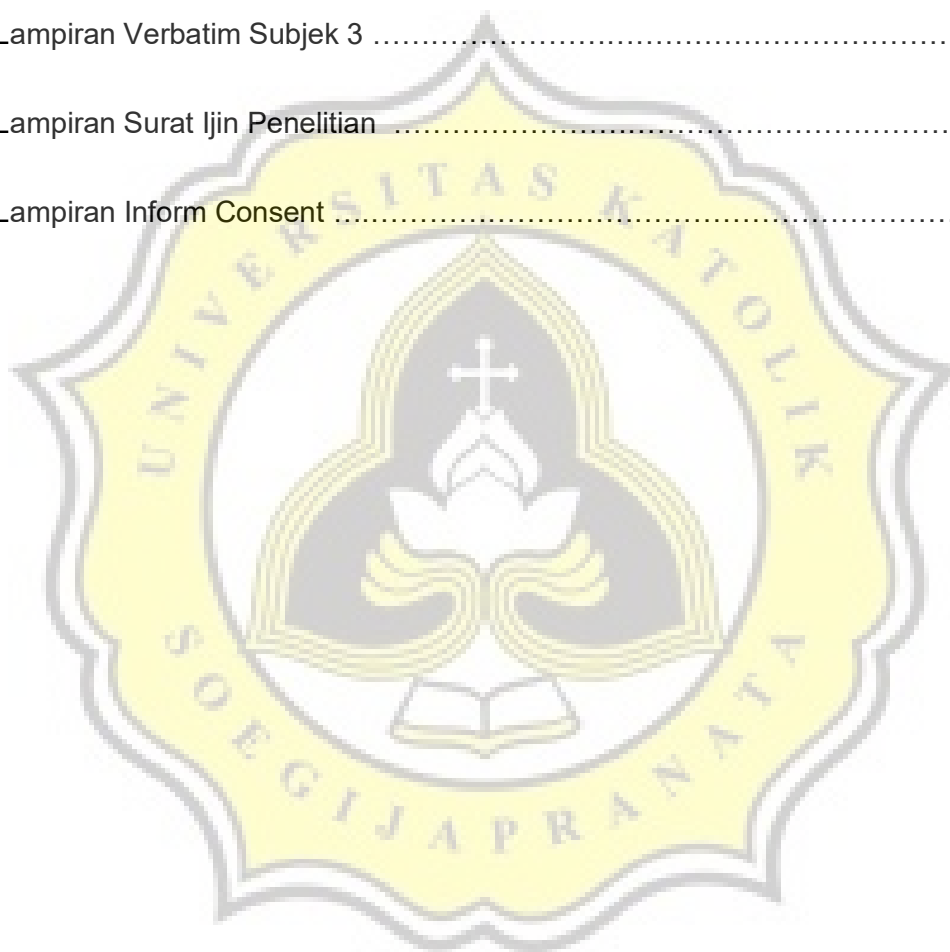 Lampiran Verbatim Subjek 3 ……………………………………………………………
Lampiran Surat Ijin Penelitian ……………………………………………………………
Lampiran Inform Consent ……………………………………………………………
UNIVERSITAS KATOLIK
SOEGIJAPRANATA